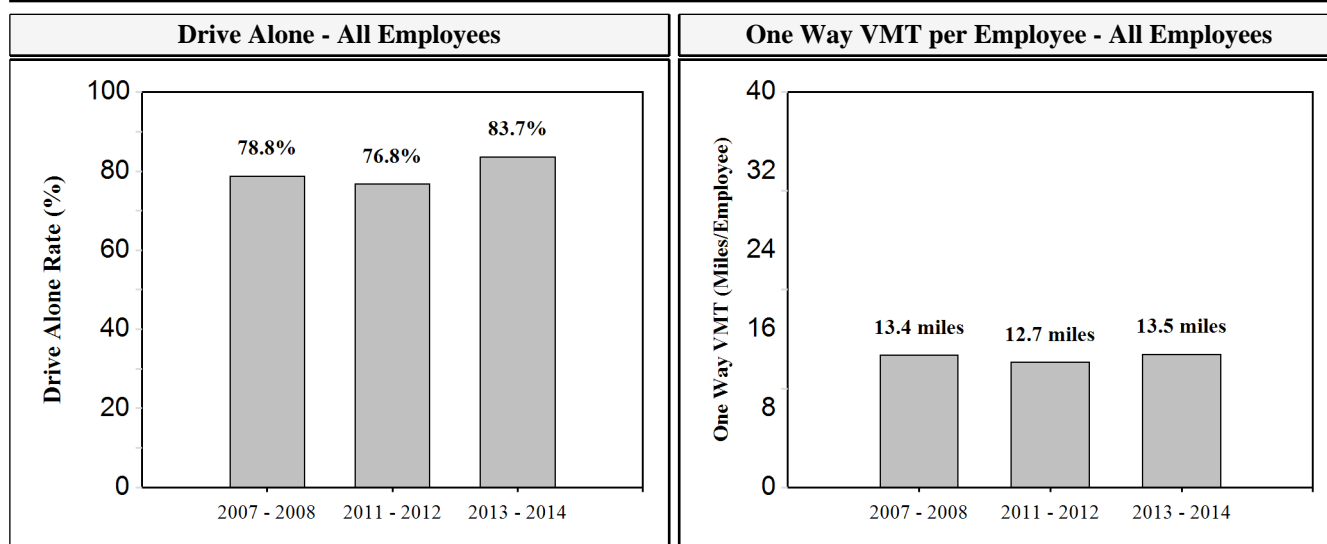 Drive Alone - All Employees
One Way VMT per Employee - All Employees
Drive Alone Rate (%)
100
80
60
40
20
0
78.8%
76.8%
83.7%
2007 - 2008
2011 - 2012
2013 - 2014
One Way VMT (Miles/Employee)
40
32
24
16
8
0
13.4 miles
12.7 miles
13.5 miles
2007 - 2008
2011 - 2012
2013 - 2014